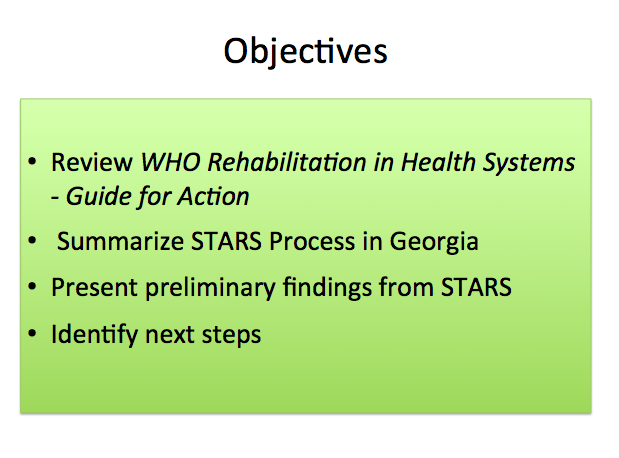 Objectives
• Review WHO Rehabilitation in Health Systems
- Guide for Action
• Summarize STARS Process in Georgia
• Present preliminary findings from STARS
• Identify next steps